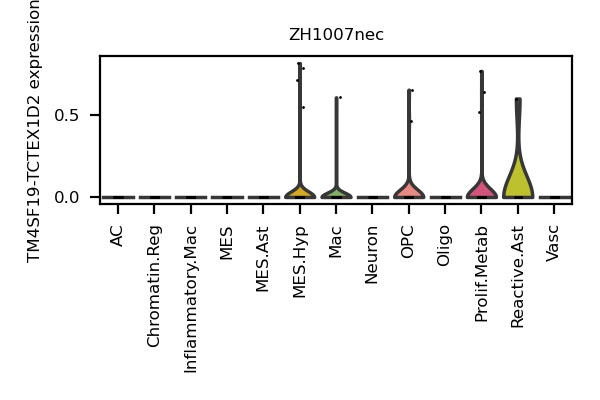 ZH1007nec
TM4SF19-TCTEX1D2 expression
0.5
0.0
AC
Chromatin.Reg
Inflammatory.Mac
MES
MES.Ast
MES.Hyp
Mac
Neuron
OPC
Oligo
Prolif.Metab
Reactive.Ast
Vasc